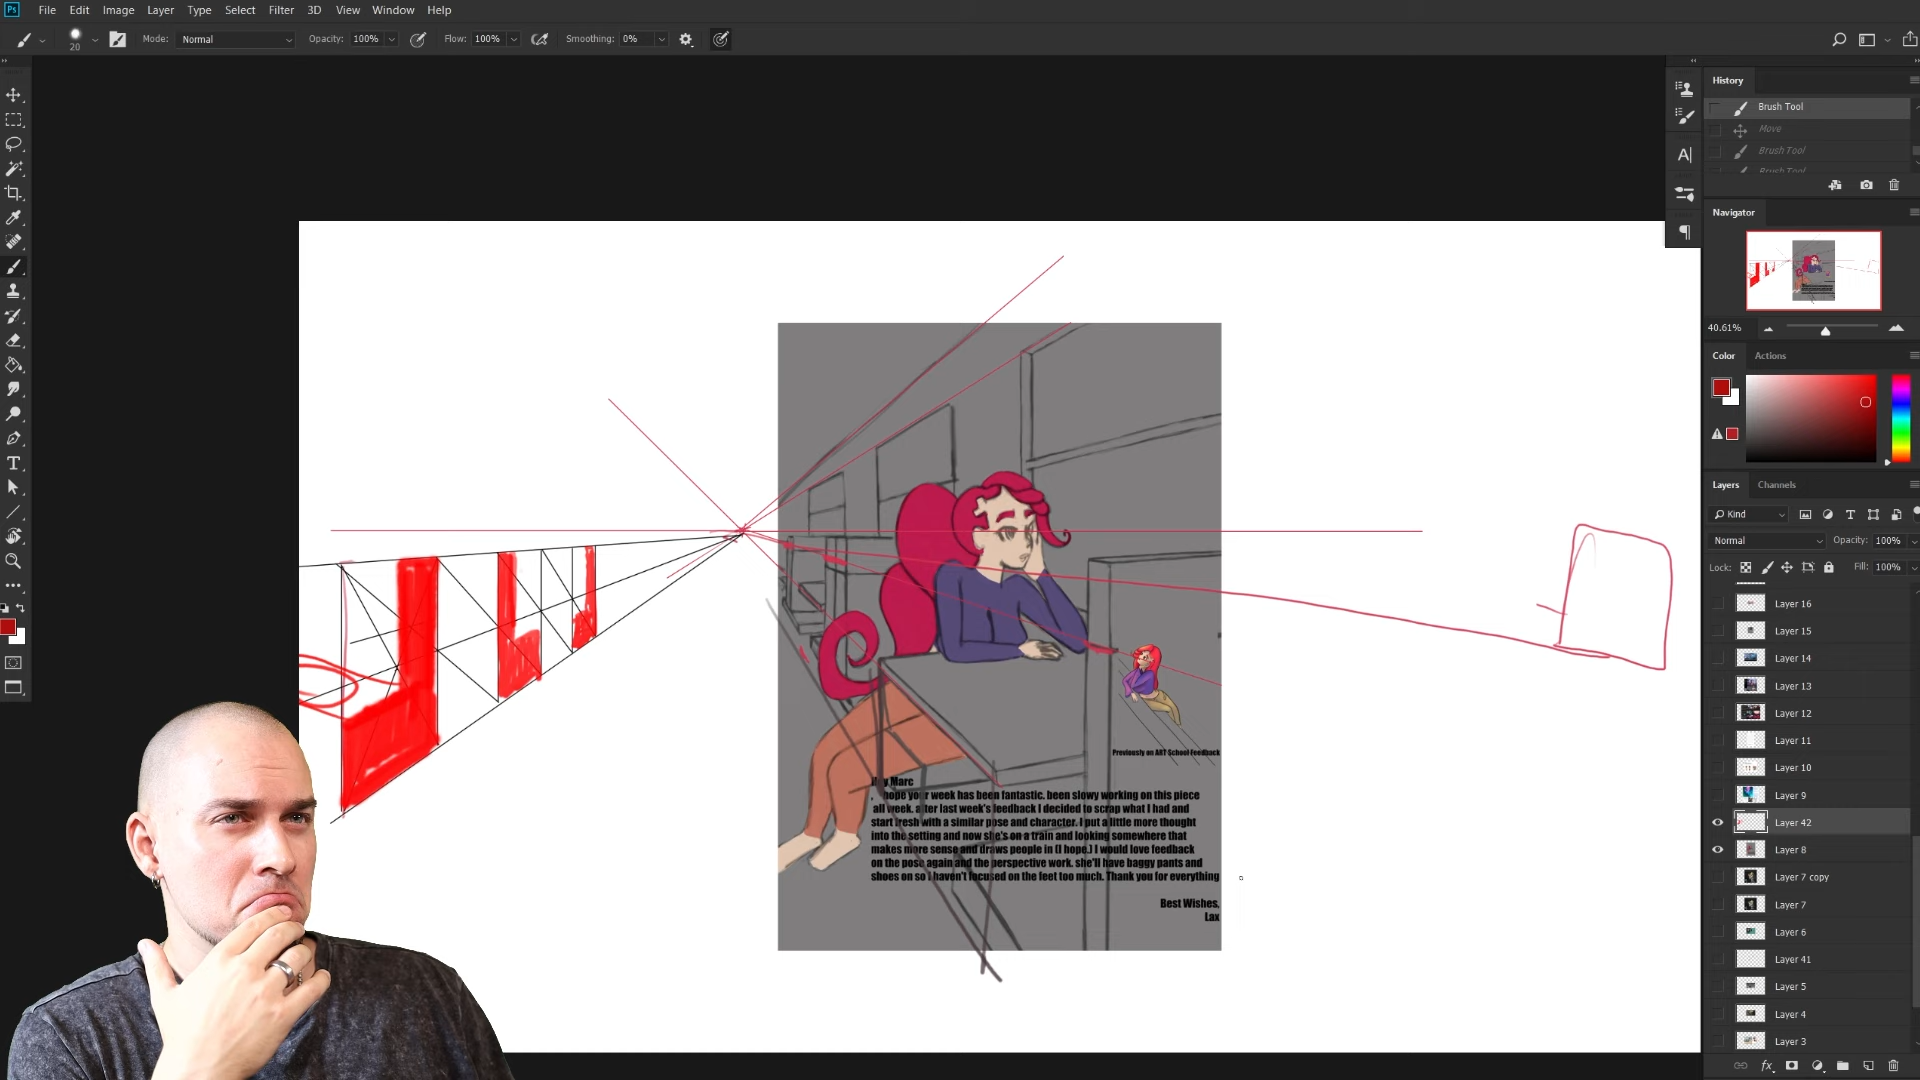 Ps File Edit Image Layer Type Select Filter 3D View Window Help
20 Mode: Normal Opacity: 100% Flow: 100% Smoothing: 0%
History
Brush Tool
Move
Brush Tool
Brush Tool
Navigator
40.61%
Color Actions
Layers Channels
Kind
Normal Opacity: 100%
Lock: Fill: 100%
Layer 16
Layer 15
Layer 14
Layer 13
Layer 12
Layer 11
Layer 10
Layer 9
Layer 42
Layer 8
Layer 7 copy
Layer 7
Layer 6
Layer 41
Layer 5
Layer 4
Layer 3
Previously on ART School Feedback
Marc
hope your week has been fantastic. been slowy working on this piece
all week. after last week's feedback I decided to scrap what I had and
start fresh with a similar pose and character. I put a little more thought
into the setting and now she's on a train and looking somewhere that
makes more sense and draws people in (I hope.) I would love feedback
on the pose again and the perspective work. she'll have baggy pants and
shoes on so I haven't focused on the feet too much. Thank you for everything
Best Wishes,
Lax